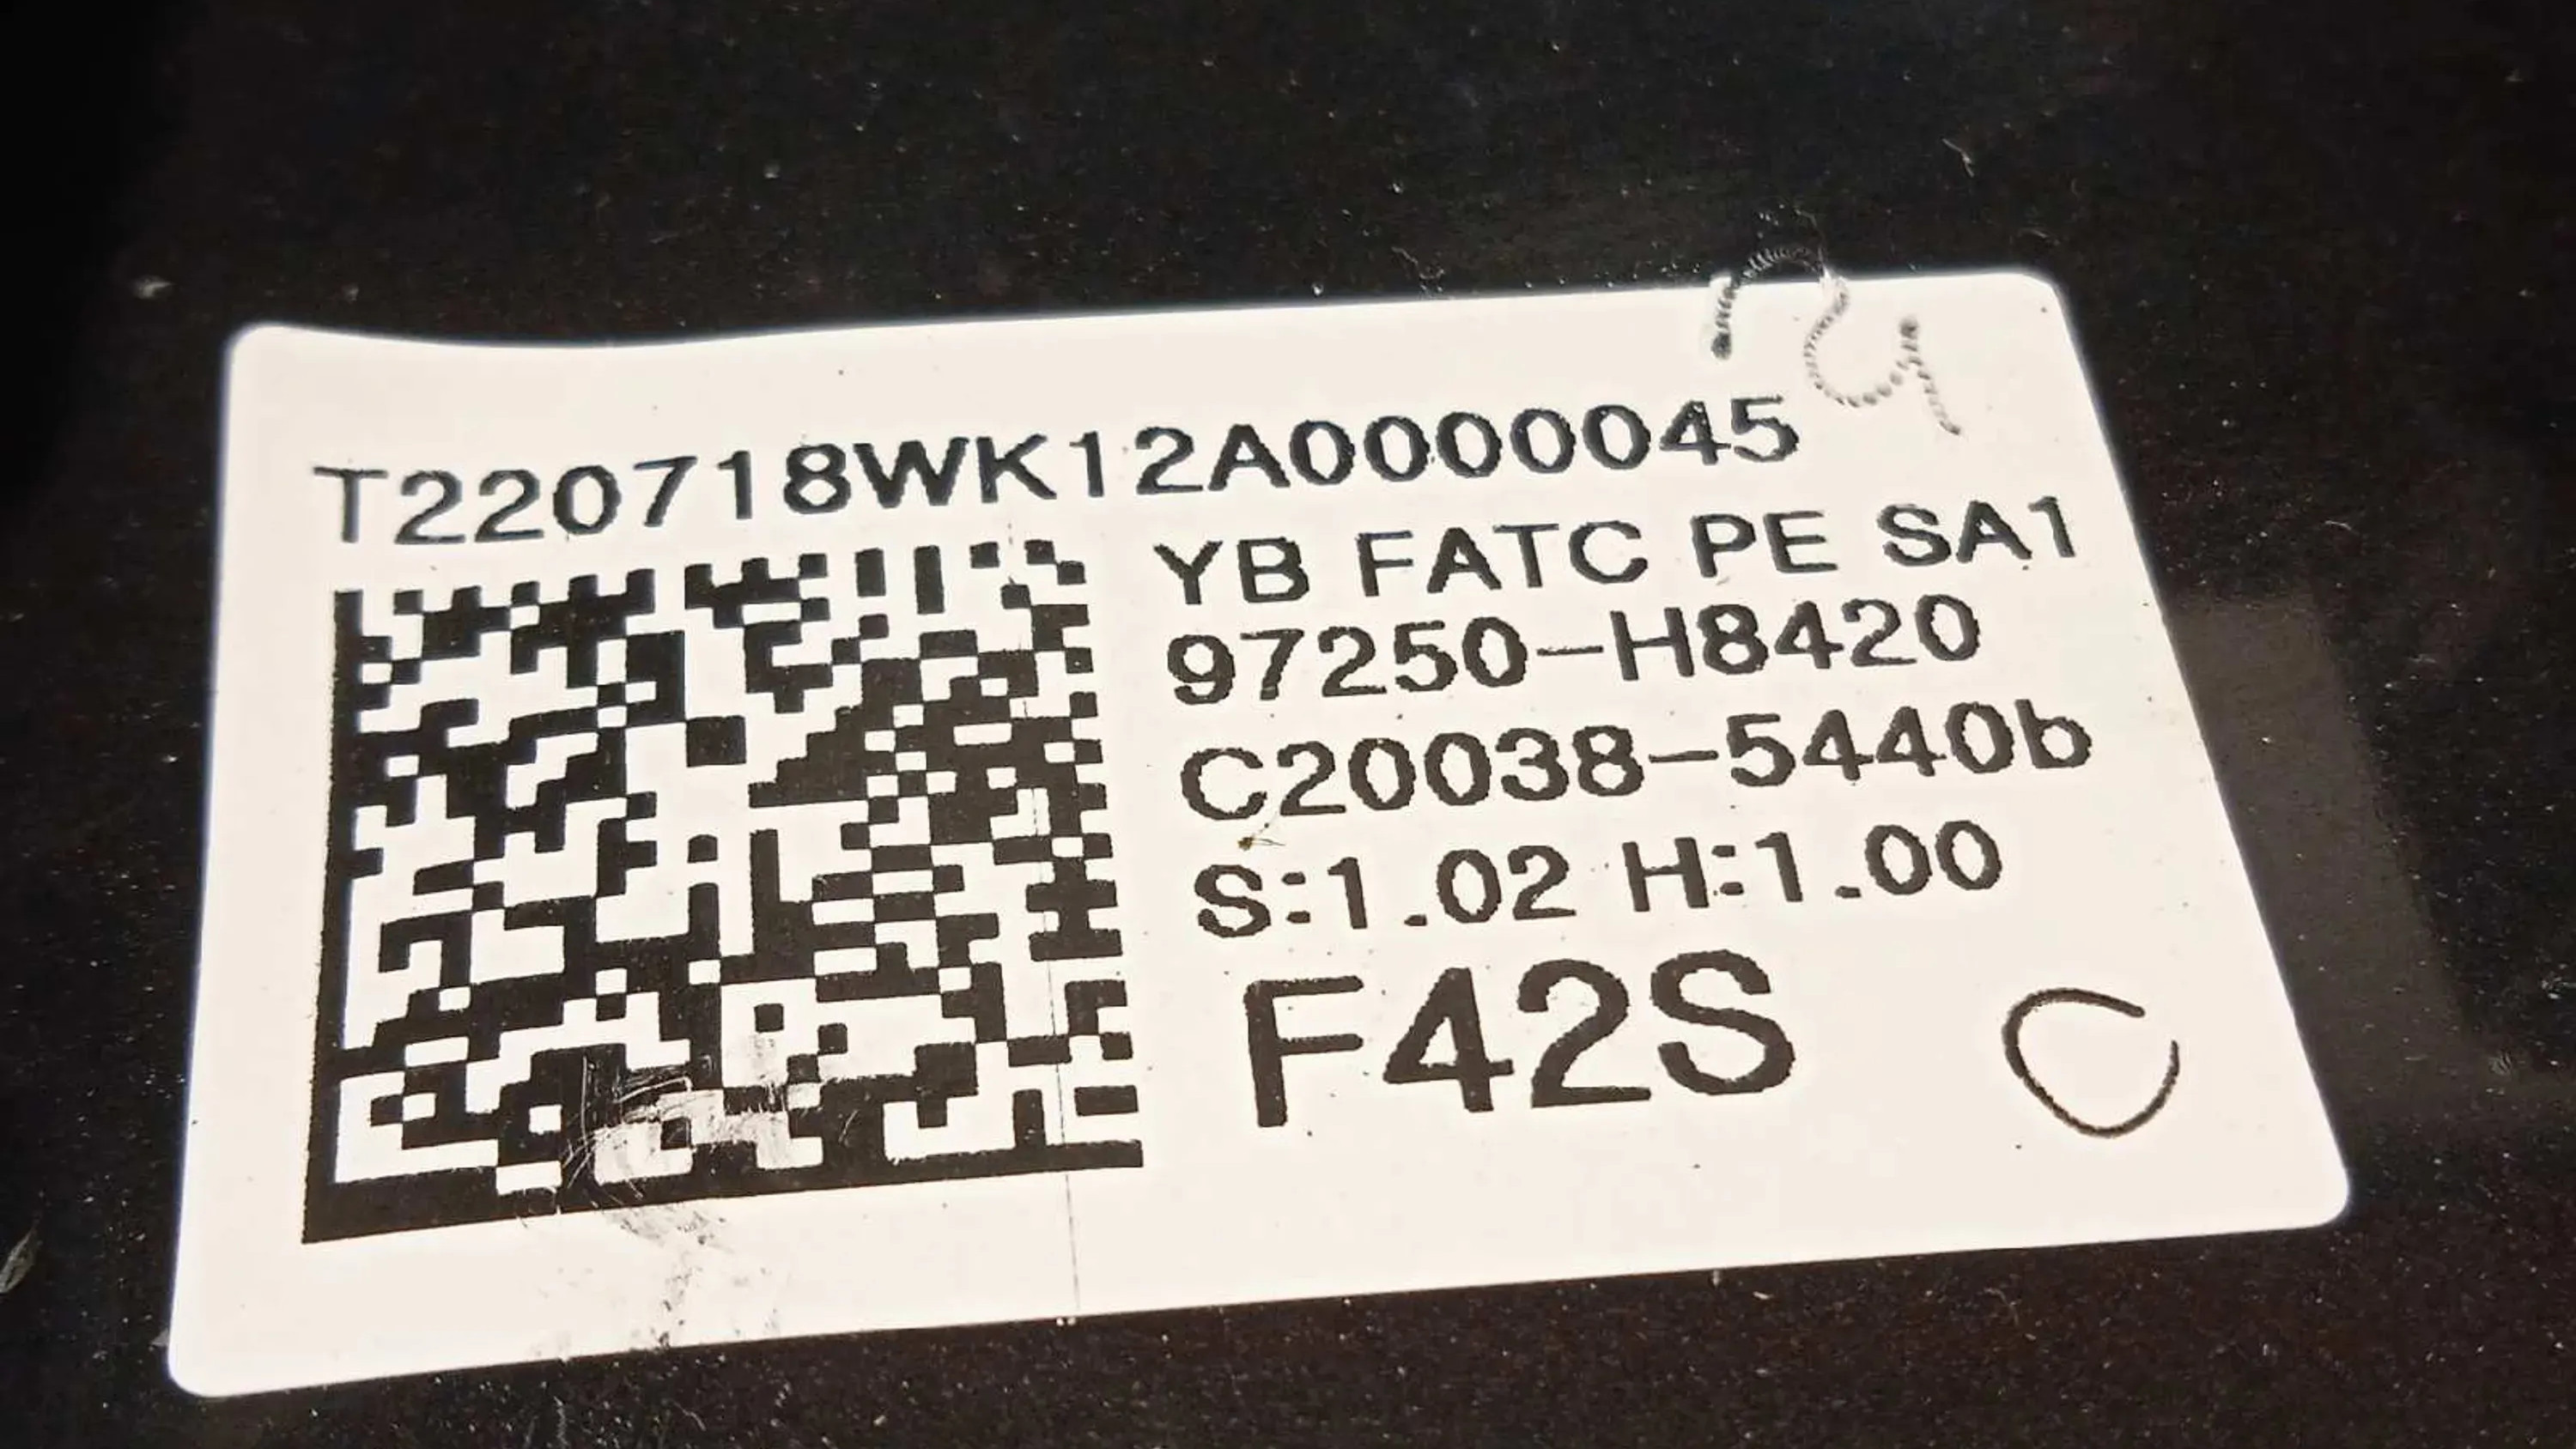 T220718WK12A0000045
YB FATC PE SA1
97250-H8420
C20038-5440b
S:1.02 H:1.00
F42S